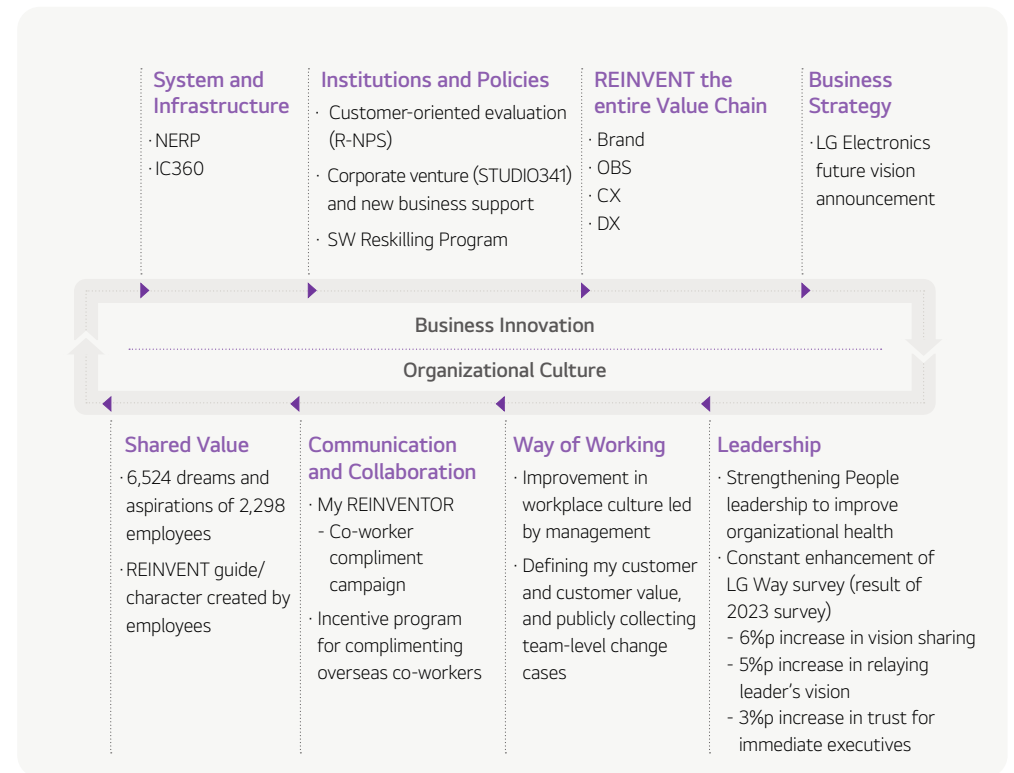 System and
Infrastructure
· NERP
· IC360
Institutions and Policies
· Customer-oriented evaluation
(R-NPS)
· Corporate venture (STUDIO341)
and new business support
· SW Reskilling Program
REINVENT the
entire Value Chain
· Brand
· OBS
· CX
· DX
Business
Strategy
· LG Electronics
future vision
announcement
Business Innovation
Organizational Culture
Shared Value
· 6,524 dreams and
aspirations of 2,298
employees
· REINVENT guide/
character created by
employees
Communication
and Collaboration
· My REINVENTOR
- Co-worker
compliment
campaign
· Incentive program
for complimenting
overseas co-workers
Way of Working
· Improvement in
workplace culture led
by management
· Defining my customer
and customer value,
and publicly collecting
team-level change
cases
Leadership
· Strengthening People
leadership to improve
organizational health
· Constant enhancement of
LG Way survey (result of
2023 survey)
- 6%p increase in vision sharing
- 5%p increase in relaying
leader’s vision
- 3%p increase in trust for
immediate executives